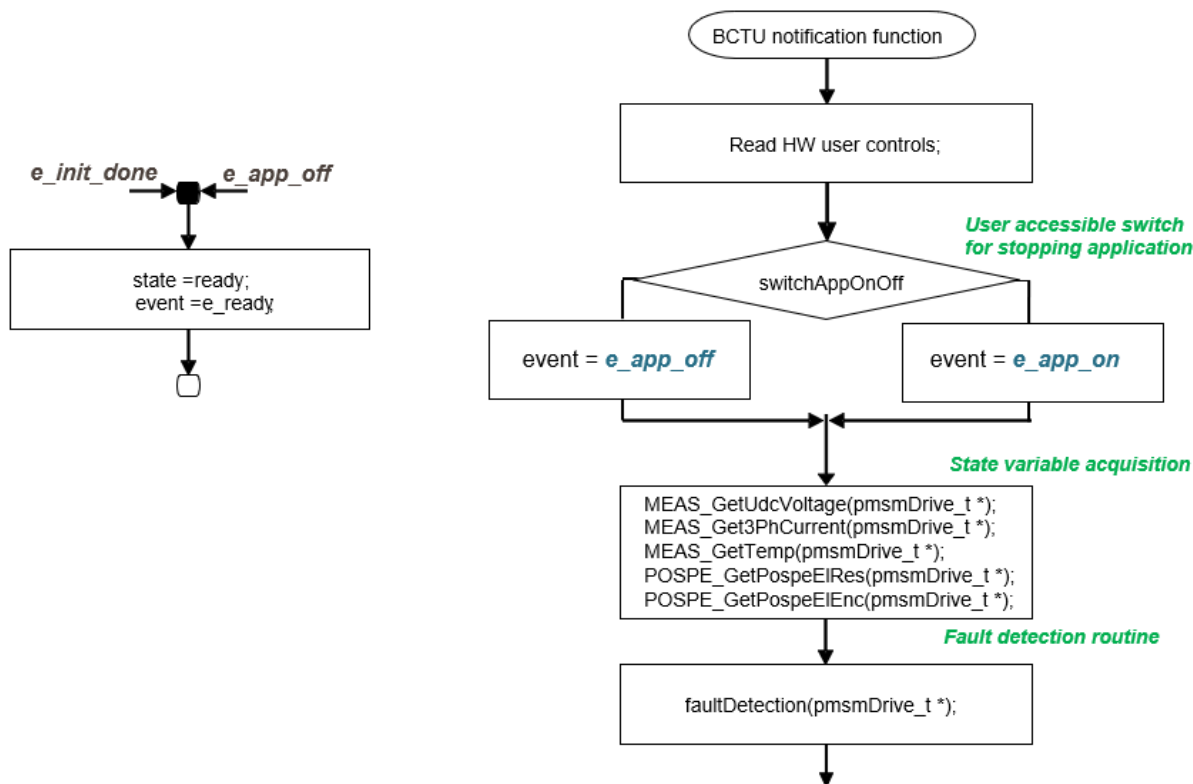 e_init_done
e_app_off
state =ready;
event =e_ready;
BCTU notification function
Read HW user controls;
User accessible switch
for stopping application
switchAppOnOff
event = e_app_off
event = e_app_on
State variable acquisition
MEAS_GetUdcVoltage(pmsmDrive_t *);
MEAS_Get3PhCurrent(pmsmDrive_t *);
MEAS_GetTemp(pmsmDrive_t *);
POSPE_GetPospeElRes(pmsmDrive_t *);
POSPE_GetPospeElEnc(pmsmDrive_t *);
Fault detection routine
faultDetection(pmsmDrive_t *);